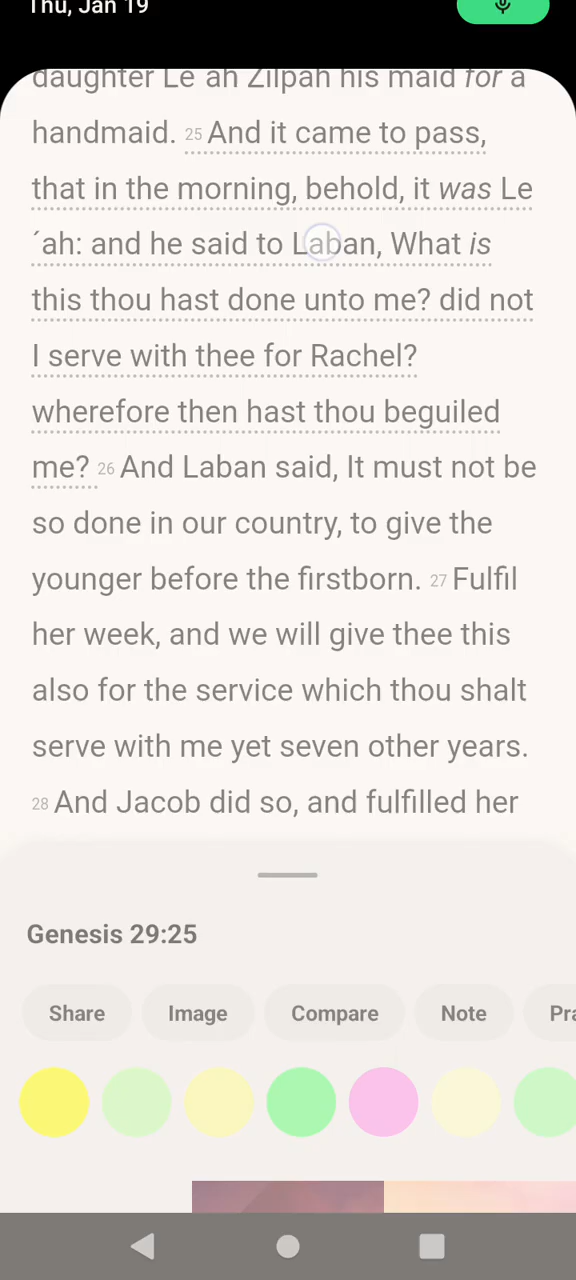 Thu, Jan 19
daughter Le´ah Zilpah his maid for a
handmaid. 25 And it came to pass,
that in the morning, behold, it was Le
´ah: and he said to Laban, What is
this thou hast done unto me? did not
I serve with thee for Rachel?
wherefore then hast thou beguiled
me? 26 And Laban said, It must not be
so done in our country, to give the
younger before the firstborn. 27 Fulfil
her week, and we will give thee this
also for the service which thou shalt
serve with me yet seven other years.
28 And Jacob did so, and fulfilled her
Genesis 29:25
Share Image Compare Note Pra